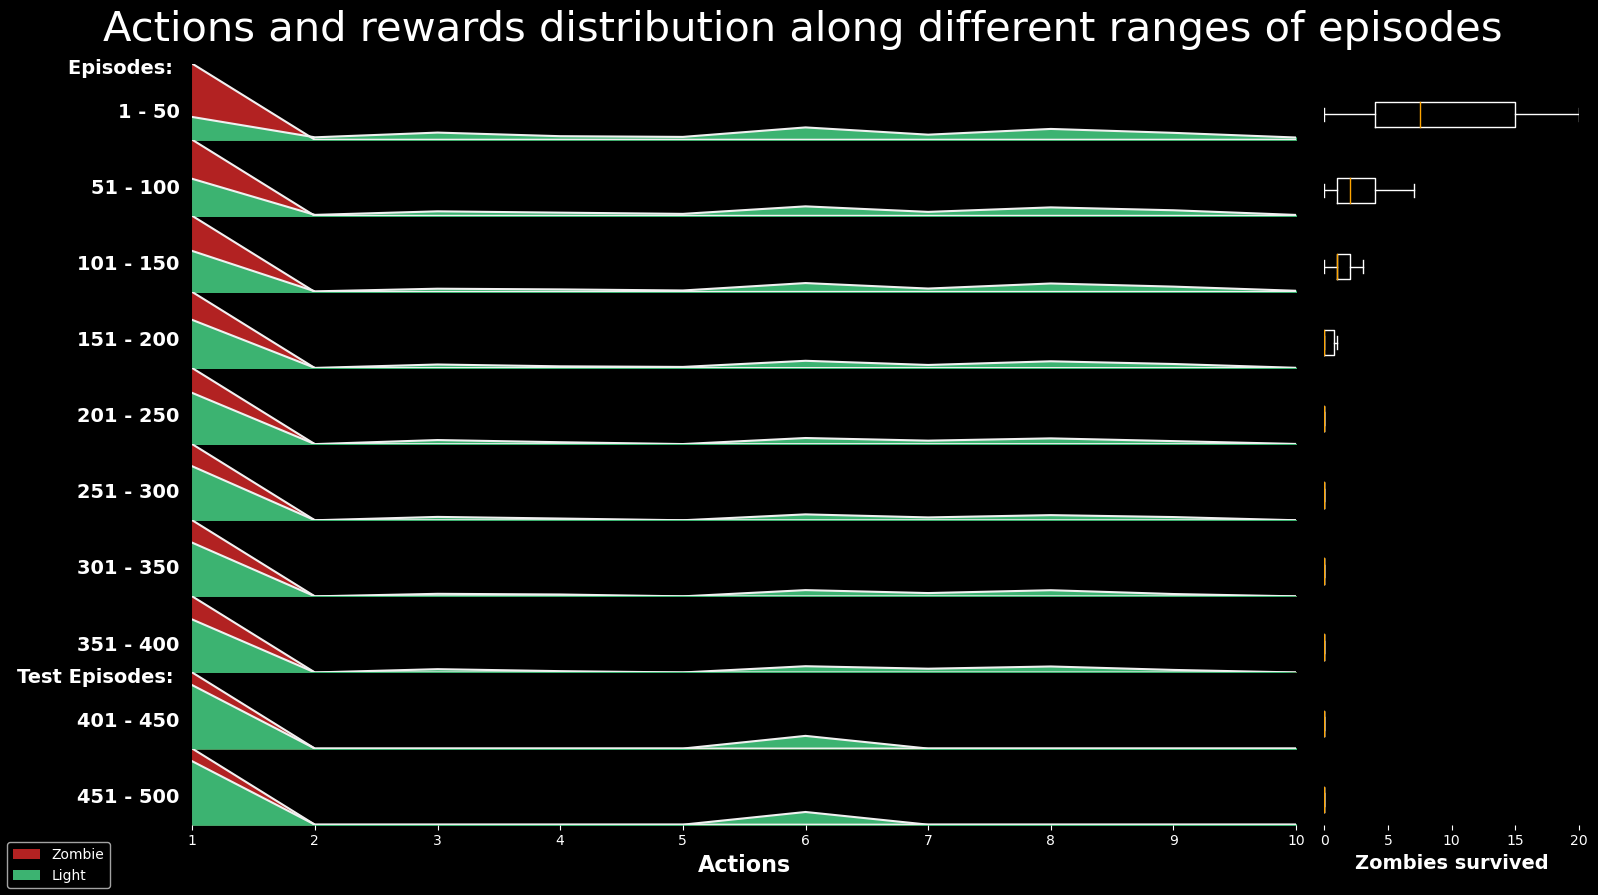 Actions and rewards distribution along different ranges of episodes
Episodes:
1 - 50
51 - 100
101 - 150
151 - 200
201 - 250
251 - 300
301 - 350
351 - 400
Test Episodes:
401 - 450
451 - 500
1 2 3 4 5 6 7 8 9 10
0 5 10 15 20
Actions
Zombies survived
Zombie
Light